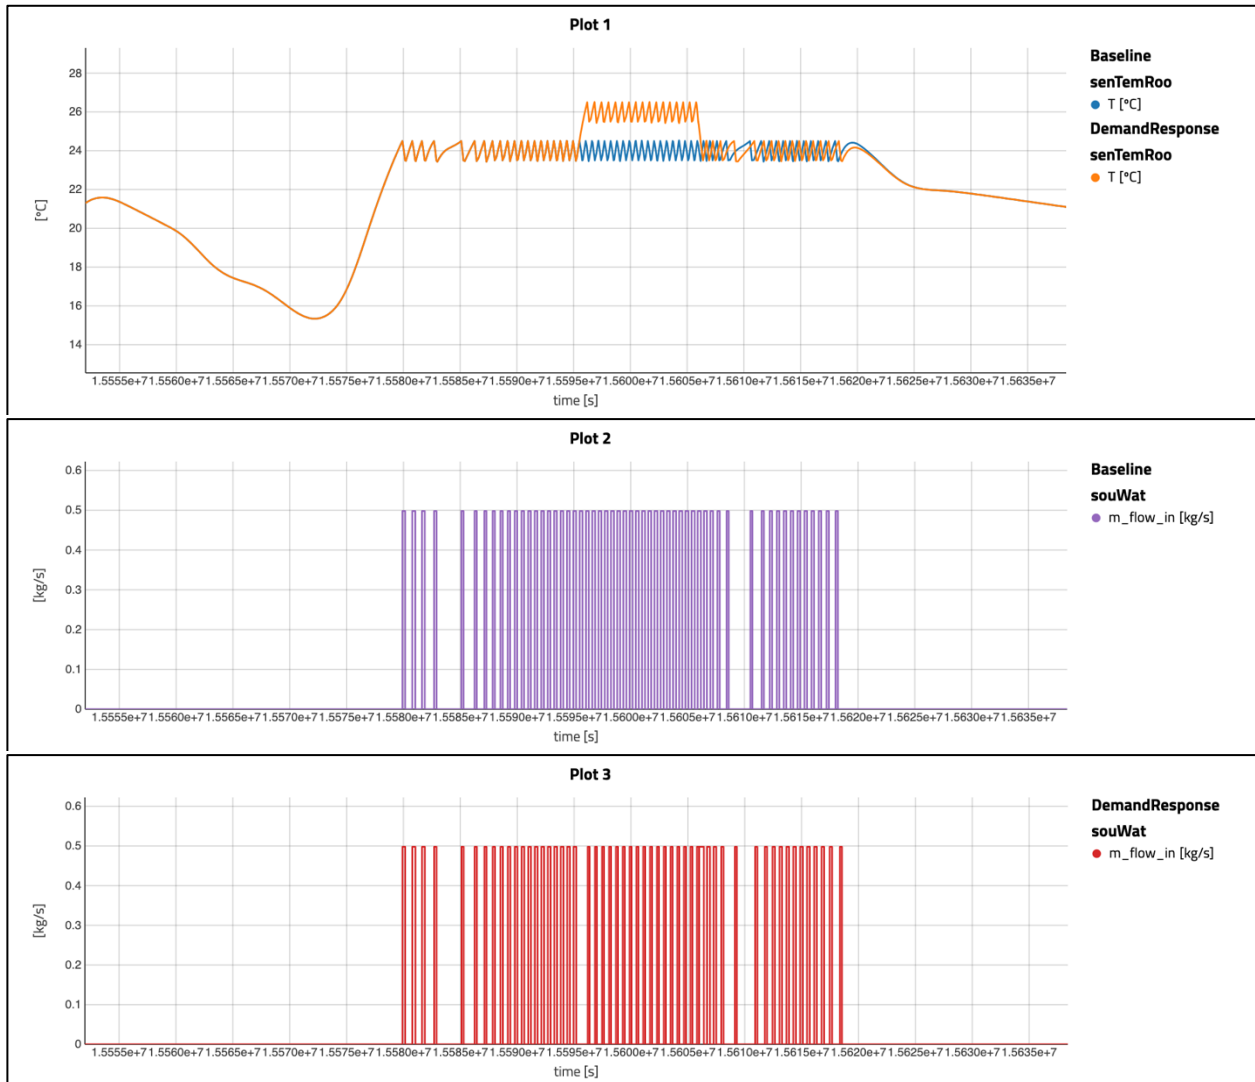 Plot 1
28
26
24
22
20
18
16
14
[°C]
1.5555e+71.5560e+71.5565e+71.5570e+71.5575e+71.5580e+71.5585e+71.5590e+71.5595e+71.5600e+71.5605e+71.5610e+71.5615e+71.5620e+71.5625e+71.5630e+71.5635e+7
time [s]
Baseline
senTemRoo
T [°C]
DemandResponse
senTemRoo
T [°C]
Plot 2
0.6
0.5
0.4
0.3
0.2
0.1
0
[kg/s]
1.5555e+71.5560e+71.5565e+71.5570e+71.5575e+71.5580e+71.5585e+71.5590e+71.5595e+71.5600e+71.5605e+71.5610e+71.5615e+71.5620e+71.5625e+71.5630e+71.5635e+7
time [s]
Baseline
souWat
m_flow_in [kg/s]
Plot 3
0.6
0.5
0.4
0.3
0.2
0.1
0
[kg/s]
1.5555e+71.5560e+71.5565e+71.5570e+71.5575e+71.5580e+71.5585e+71.5590e+71.5595e+71.5600e+71.5605e+71.5610e+71.5615e+71.5620e+71.5625e+71.5630e+71.5635e+7
time [s]
DemandResponse
souWat
m_flow_in [kg/s]